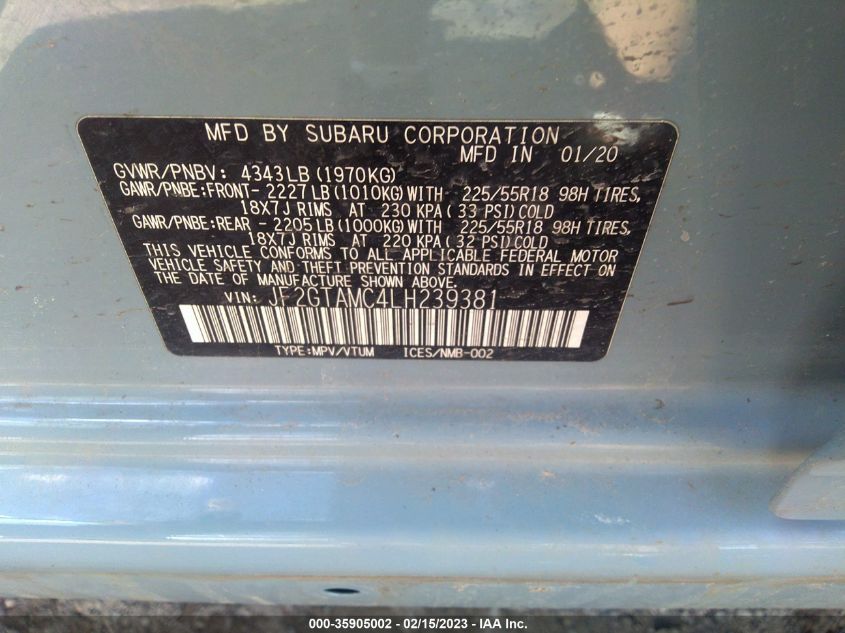 MFD BY SUBARU CORPORATION
MFD IN 01/20
GVWR/PNBV: 4343LB(1970KG)
GAWR/PNBE:FRONT- 2227LB(1010KG)WITH - 225/55R18 98H TIRES,
18X7J RIMS AT 230 KPA(33 PSI)COLD
GAWR/PNBE:REAR - 2205LB(1000KG)WITH - 225/55R18 98H TIRES,
18X7J RIMS AT 220 KPA(32 PSI)COLD
THIS VEHICLE CONFORMS TO ALL APPLICABLE FEDERAL MOTOR
VEHICLE SAFETY AND THEFT PREVENTION STANDARDS IN EFFECT ON
THE DATE OF MANUFACTURE SHOWN ABOVE.
VIN: JF2GTAMC4LH239381
TYPE:MPV/VTUM ICES/NMB-002
000-35905002 - 02/15/2023 - IAA Inc.